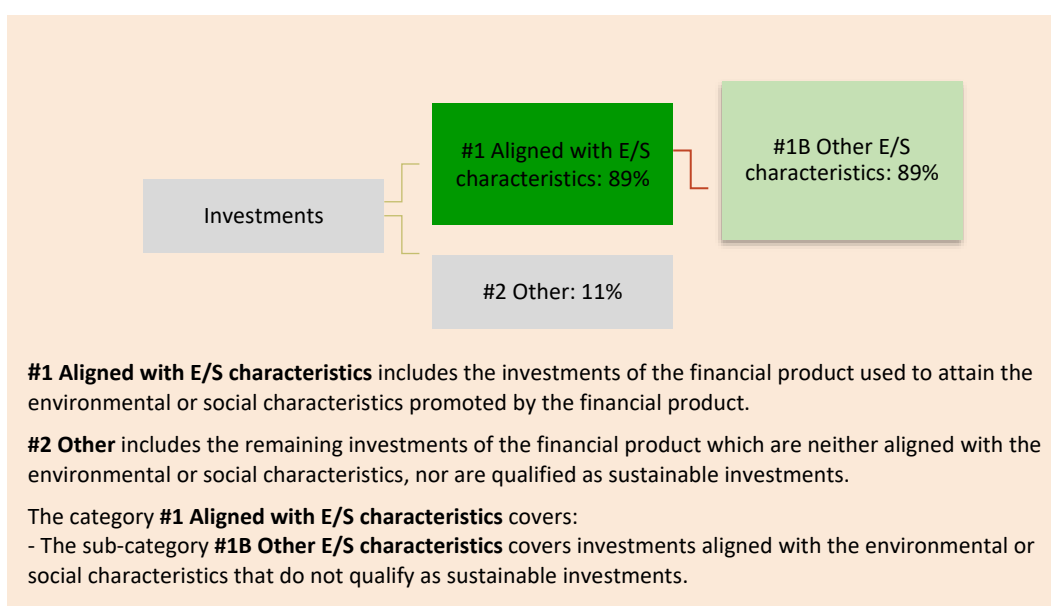 #1 Aligned with E/S
characteristics: 89%
#1B Other E/S
characteristics: 89%
Investments
#2 Other: 11%
#1 Aligned with E/S characteristics includes the investments of the financial product used to attain the
environmental or social characteristics promoted by the financial product.
#2 Other includes the remaining investments of the financial product which are neither aligned with the
environmental or social characteristics, nor are qualified as sustainable investments.
The category #1 Aligned with E/S characteristics covers:
- The sub-category #1B Other E/S characteristics covers investments aligned with the environmental or
social characteristics that do not qualify as sustainable investments.